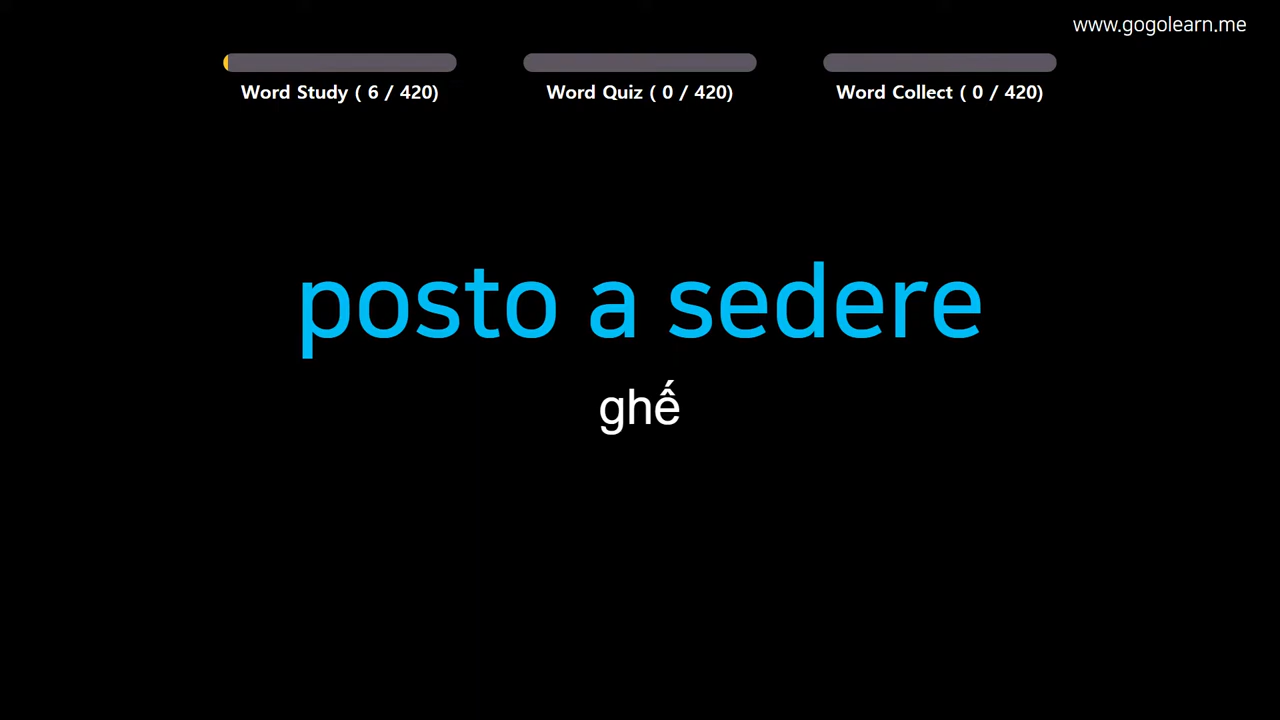 www.gogolearn.me
Word Study ( 6 / 420)
Word Quiz ( 0 / 420)
Word Collect ( 0 / 420)
posto a sedere
ghế